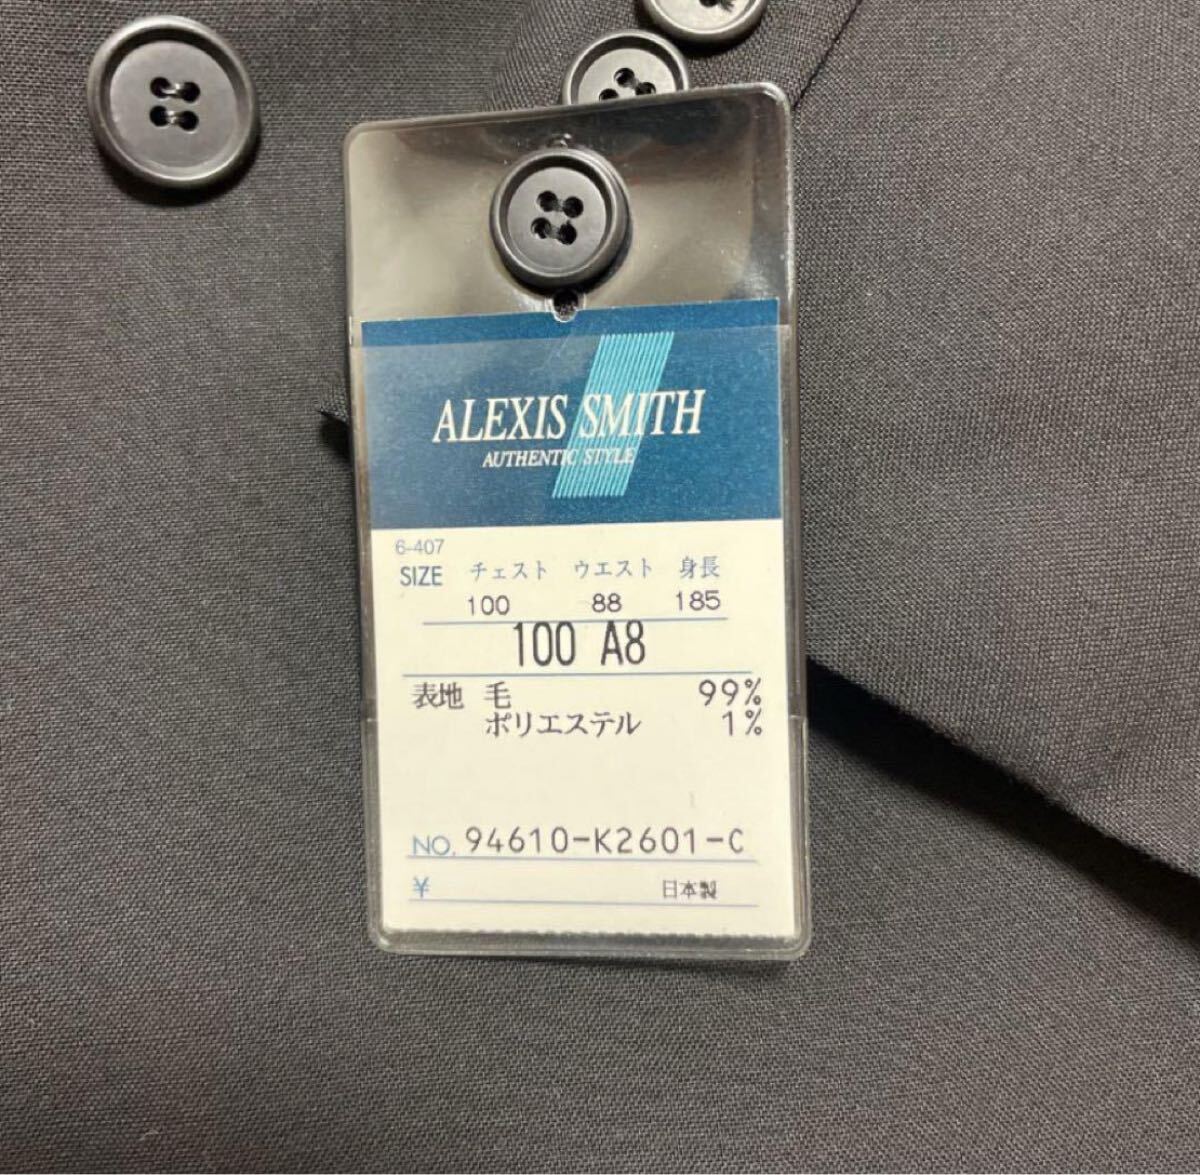 ALEXIS SMITH
AUTHENTIC STYLE
6-407
SIZE チェスト ウエスト 身長
100 88 185
100 A8
表地 毛 99%
ポリエステル 1%
NO. 94610-K2601-C
¥ 日本製